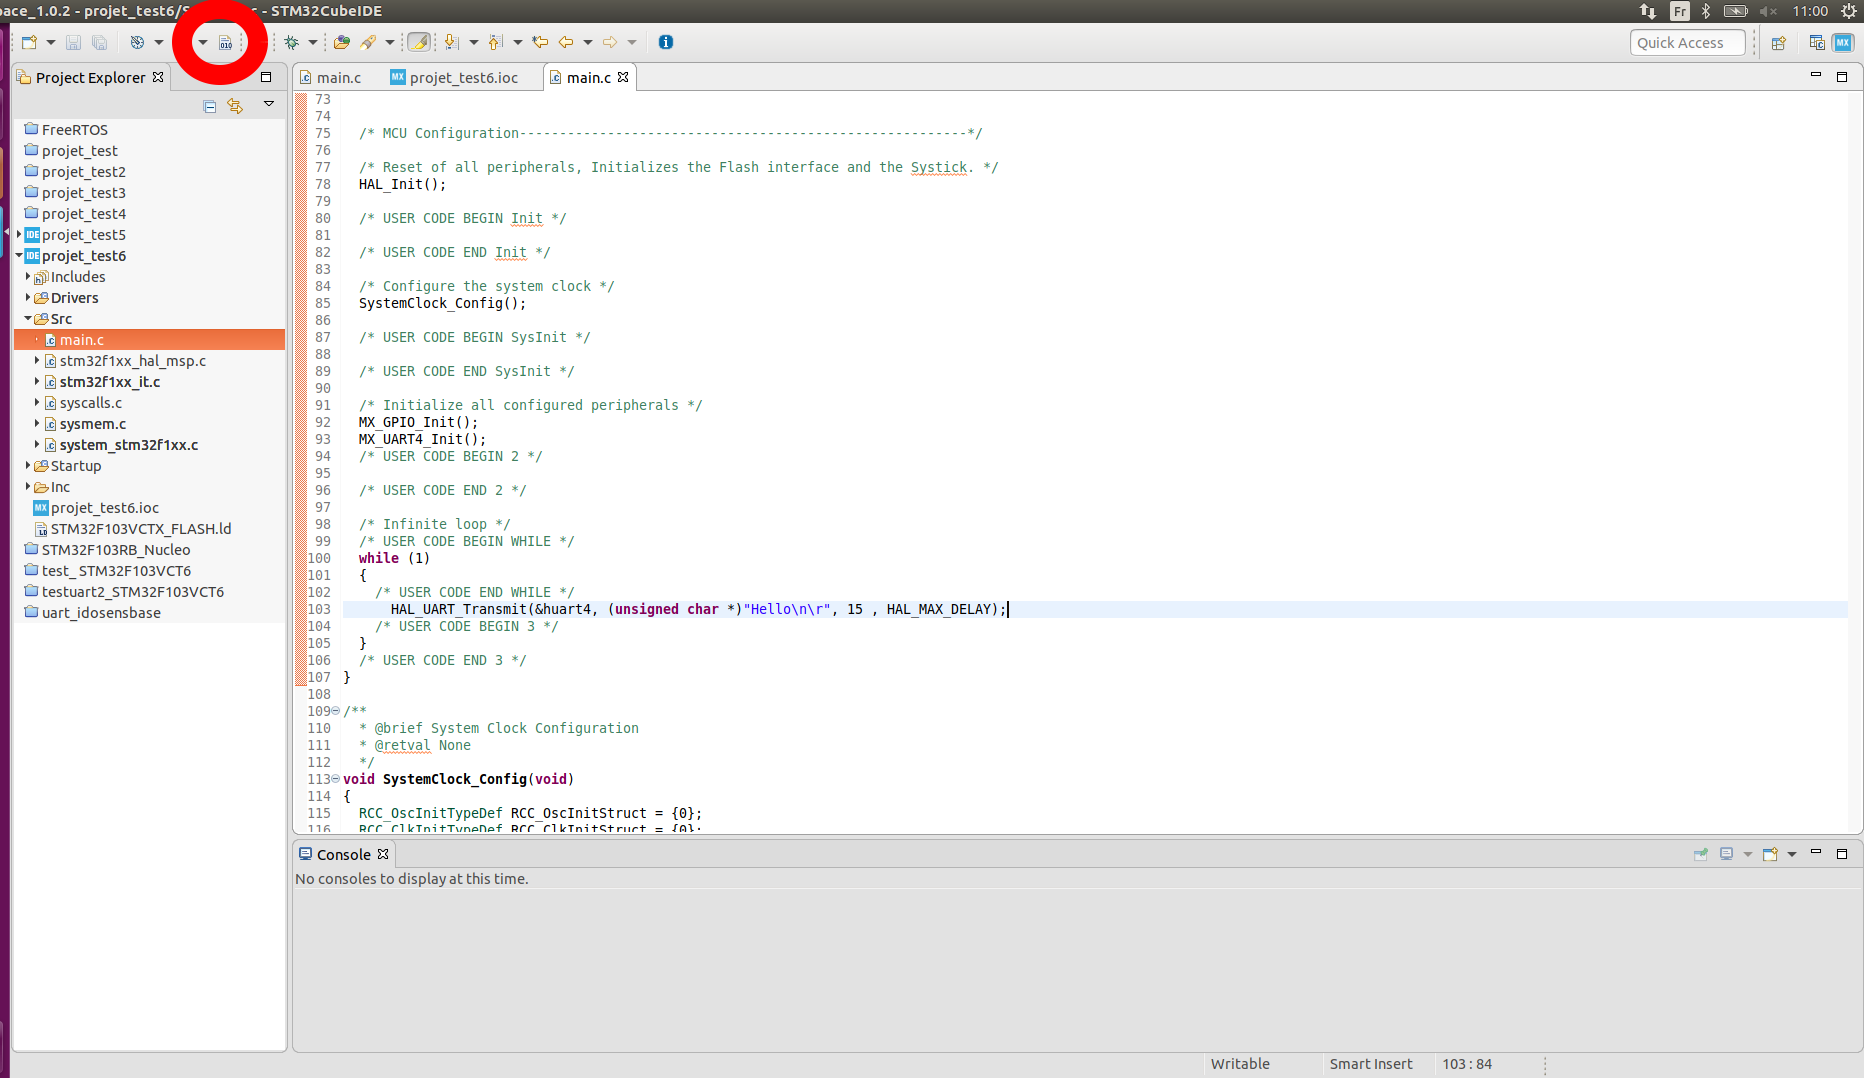 pace_1.0.2 - projet_test6/S c - STM32CubeIDE
Fr
11:00
010
Quick Access
MX
Project Explorer
main.c
MX projet_test6.ioc
main.c
FreeRTOS
projet_test
projet_test2
projet_test3
projet_test4
IDE projet_test5
IDE projet_test6
Includes
Drivers
Src
main.c
stm32f1xx_hal_msp.c
stm32f1xx_it.c
syscalls.c
sysmem.c
system_stm32f1xx.c
Startup
Inc
MX projet_test6.ioc
STM32F103VCTX_FLASH.ld
STM32F103RB_Nucleo
test_ STM32F103VCT6
testuart2_STM32F103VCT6
uart_idosensbase
73
74
75 /* MCU Configuration--------------------------------------------------------*/
76
77 /* Reset of all peripherals, Initializes the Flash interface and the Systick. */
78 HAL_Init();
79
80 /* USER CODE BEGIN Init */
81
82 /* USER CODE END Init */
83
84 /* Configure the system clock */
85 SystemClock_Config();
86
87 /* USER CODE BEGIN SysInit */
88
89 /* USER CODE END SysInit */
90
91 /* Initialize all configured peripherals */
92 MX_GPIO_Init();
93 MX_UART4_Init();
94 /* USER CODE BEGIN 2 */
95
96 /* USER CODE END 2 */
97
98 /* Infinite loop */
99 /* USER CODE BEGIN WHILE */
100 while (1)
101 {
102 /* USER CODE END WHILE */
103 HAL_UART_Transmit(&huart4, (unsigned char *)"Hello\n\r", 15 , HAL_MAX_DELAY);
104 /* USER CODE BEGIN 3 */
105 }
106 /* USER CODE END 3 */
107 }
108
109 /**
110 * @brief System Clock Configuration
111 * @retval None
112 */
113 void SystemClock_Config(void)
114 {
115 RCC_OscInitTypeDef RCC_OscInitStruct = {0};
116 RCC_ClkInitTypeDef RCC_ClkInitStruct = {0};
Console
No consoles to display at this time.
Writable
Smart Insert
103 : 84